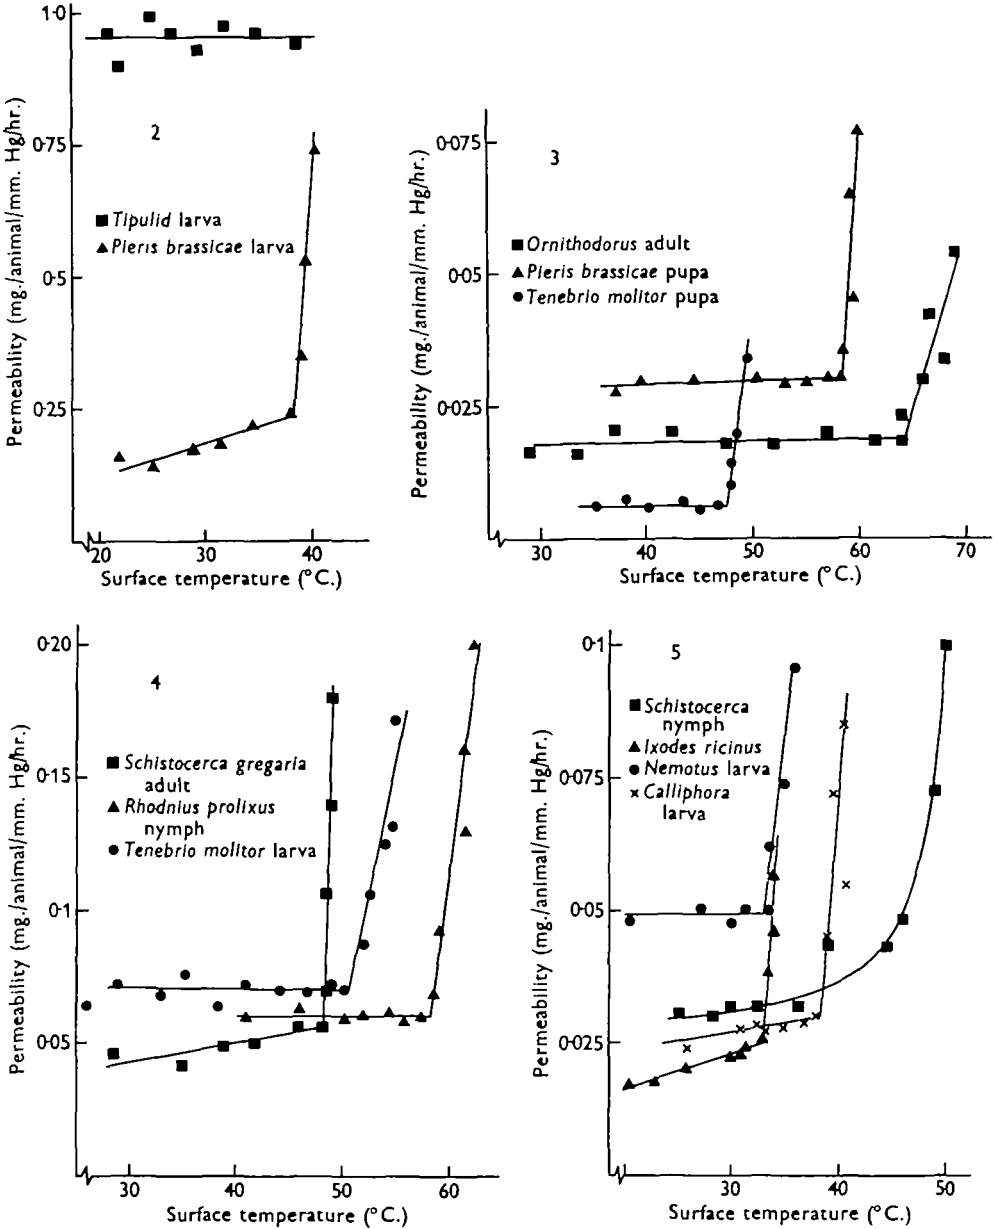 1·0
0·75
0·5
0·25
Permeability (mg./animal/mm. Hg/hr.)
2
Tipulid larva
Pieris brassicae larva
20 30 40
Surface temperature (°C.)
0·075
0·05
0·025
Permeability (mg./animal/mm. Hg/hr.)
3
Ornithodorus adult
Pieris brassicae pupa
Tenebrio molitor pupa
30 40 50 60 70
Surface temperature (°C.)
0·20
0·15
0·1
0·05
Permeability (mg./animal/mm. Hg/hr.)
4
Schistocerca gregaria
adult
Rhodnius prolixus
nymph
Tenebrio molitor larva
30 40 50 60
Surface temperature (°C.)
0·1
0·075
0·05
0·025
Permeability (mg./animal/mm. Hg/hr.)
5
Schistocerca
nymph
Ixodes ricinus
Nemotus larva
Calliphora
larva
30 40 50
Surface temperature (°C.)